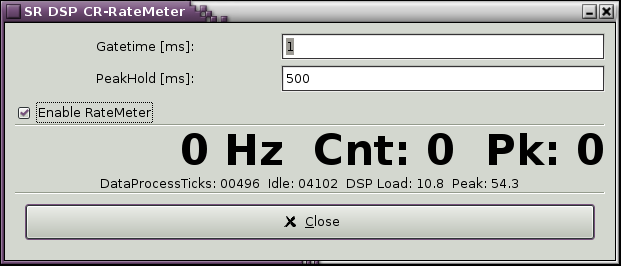 SR DSP CR-RateMeter
Gatetime [ms]: 1
PeakHold [ms]: 500
Enable RateMeter
0 Hz Cnt: 0 Pk: 0
DataProcessTicks: 00496 Idle: 04102 DSP Load: 10.8 Peak: 54.3
Close